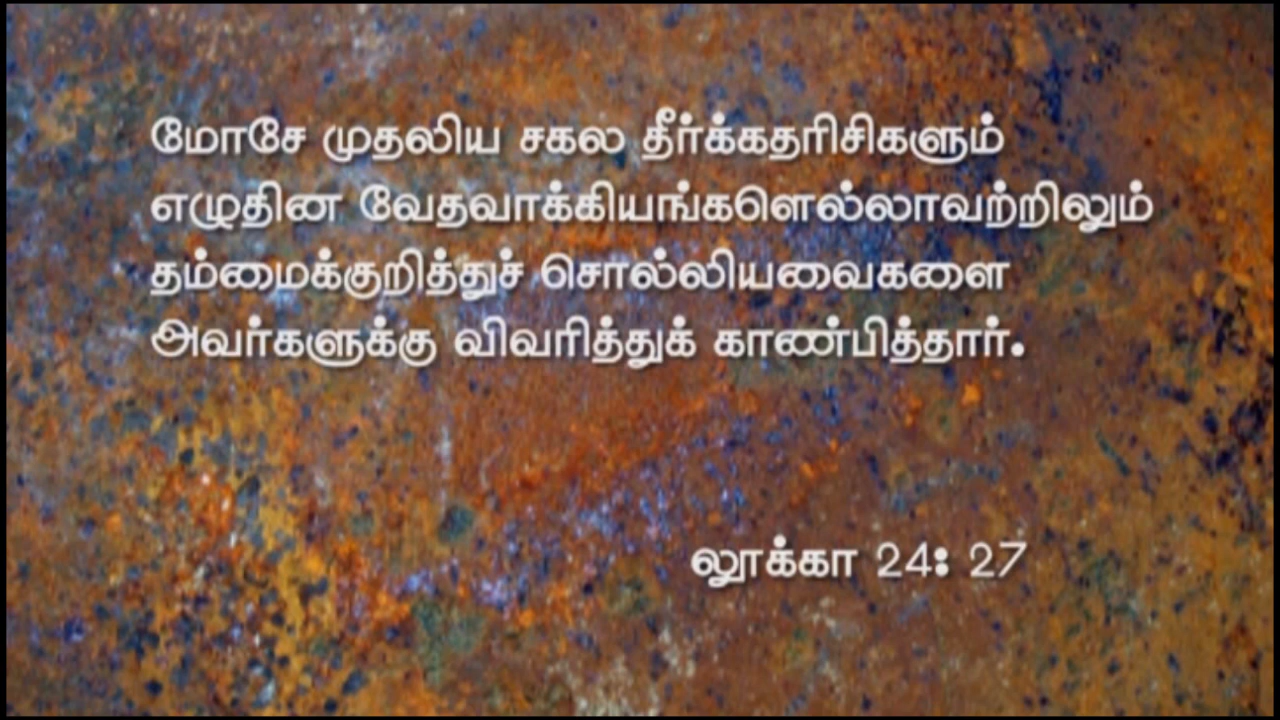 மோசே முதலிய சகல தீர்க்கதரிசிகளும்
எழுதின வேதவாக்கியங்களெல்லாவற்றிலும்
தம்மைக்குறித்துச் சொல்லியவைகளை
அவர்களுக்கு விவரித்துக் காண்பித்தார்.
லூக்கா 24: 27